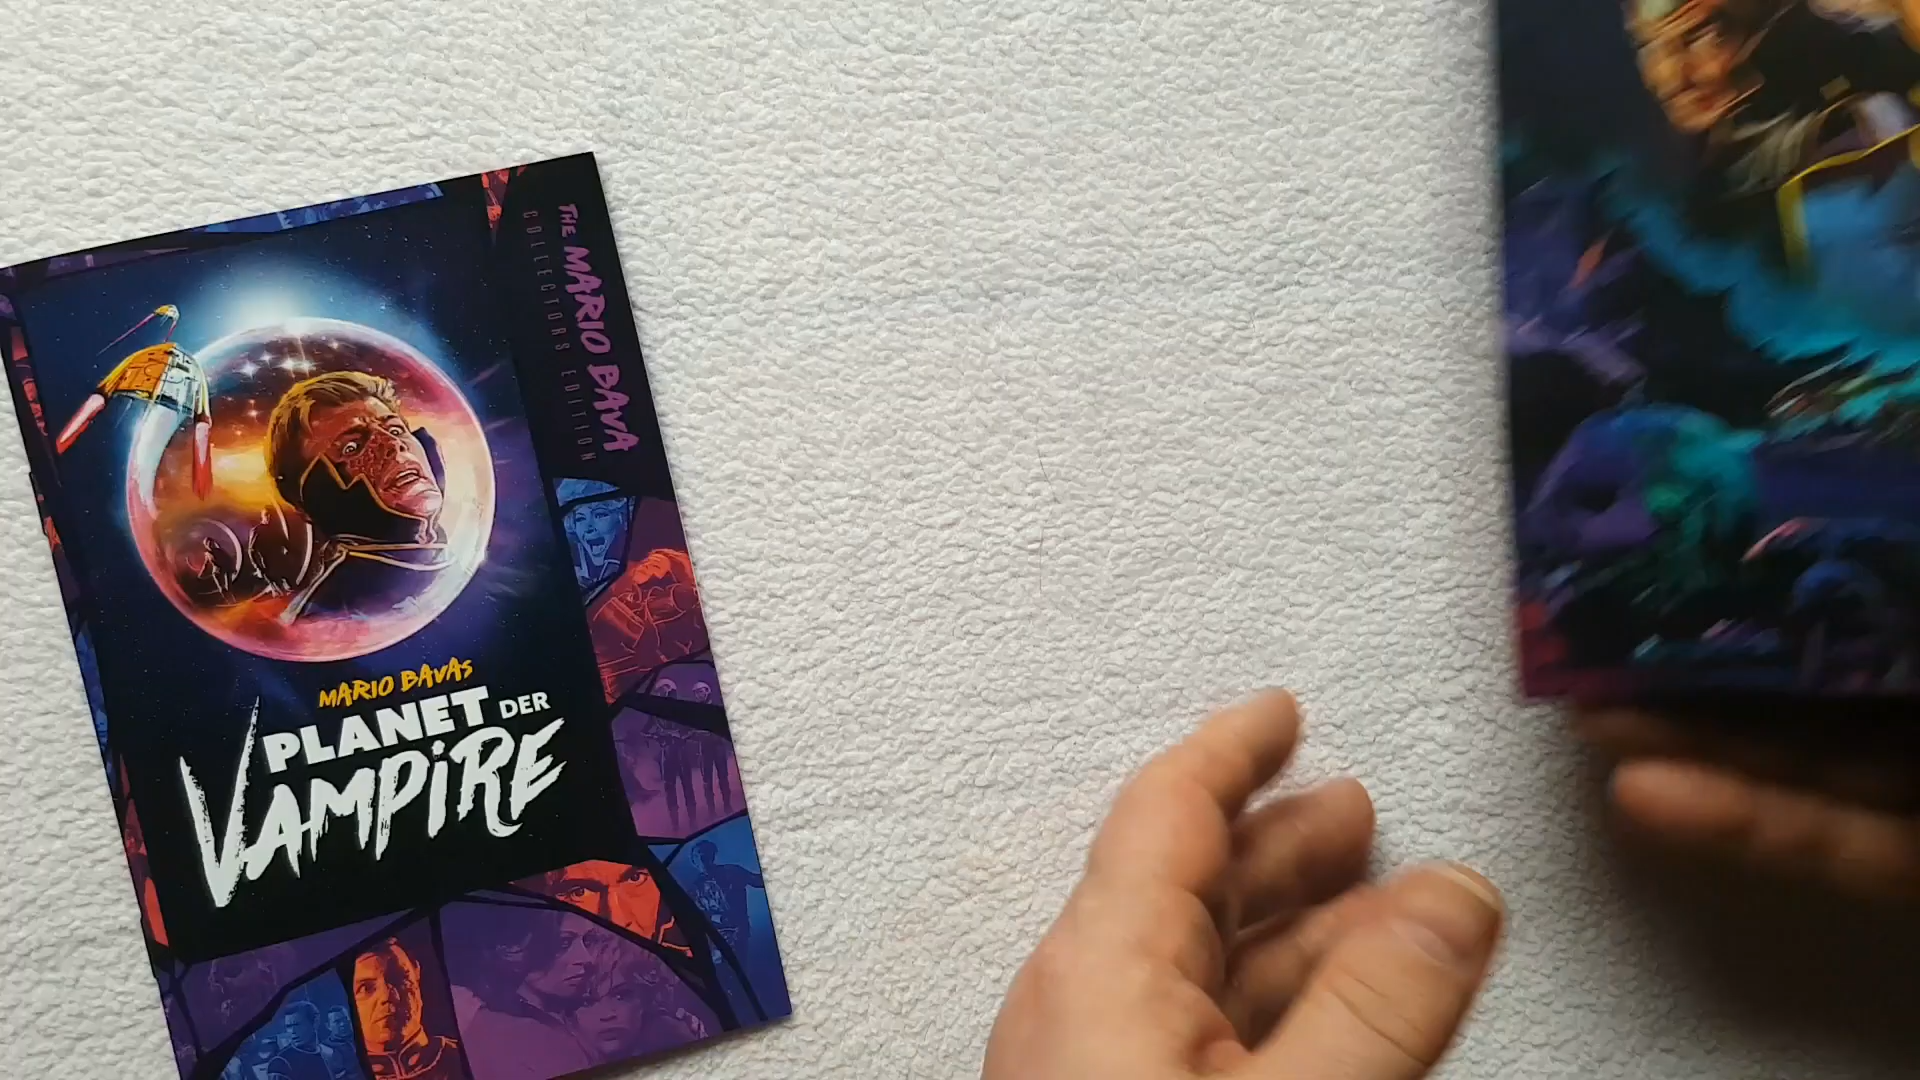 THE MARIO BAVA
COLLECTORS EDITION
MARIO BAVAS
PLANET DER
VAMPiRE